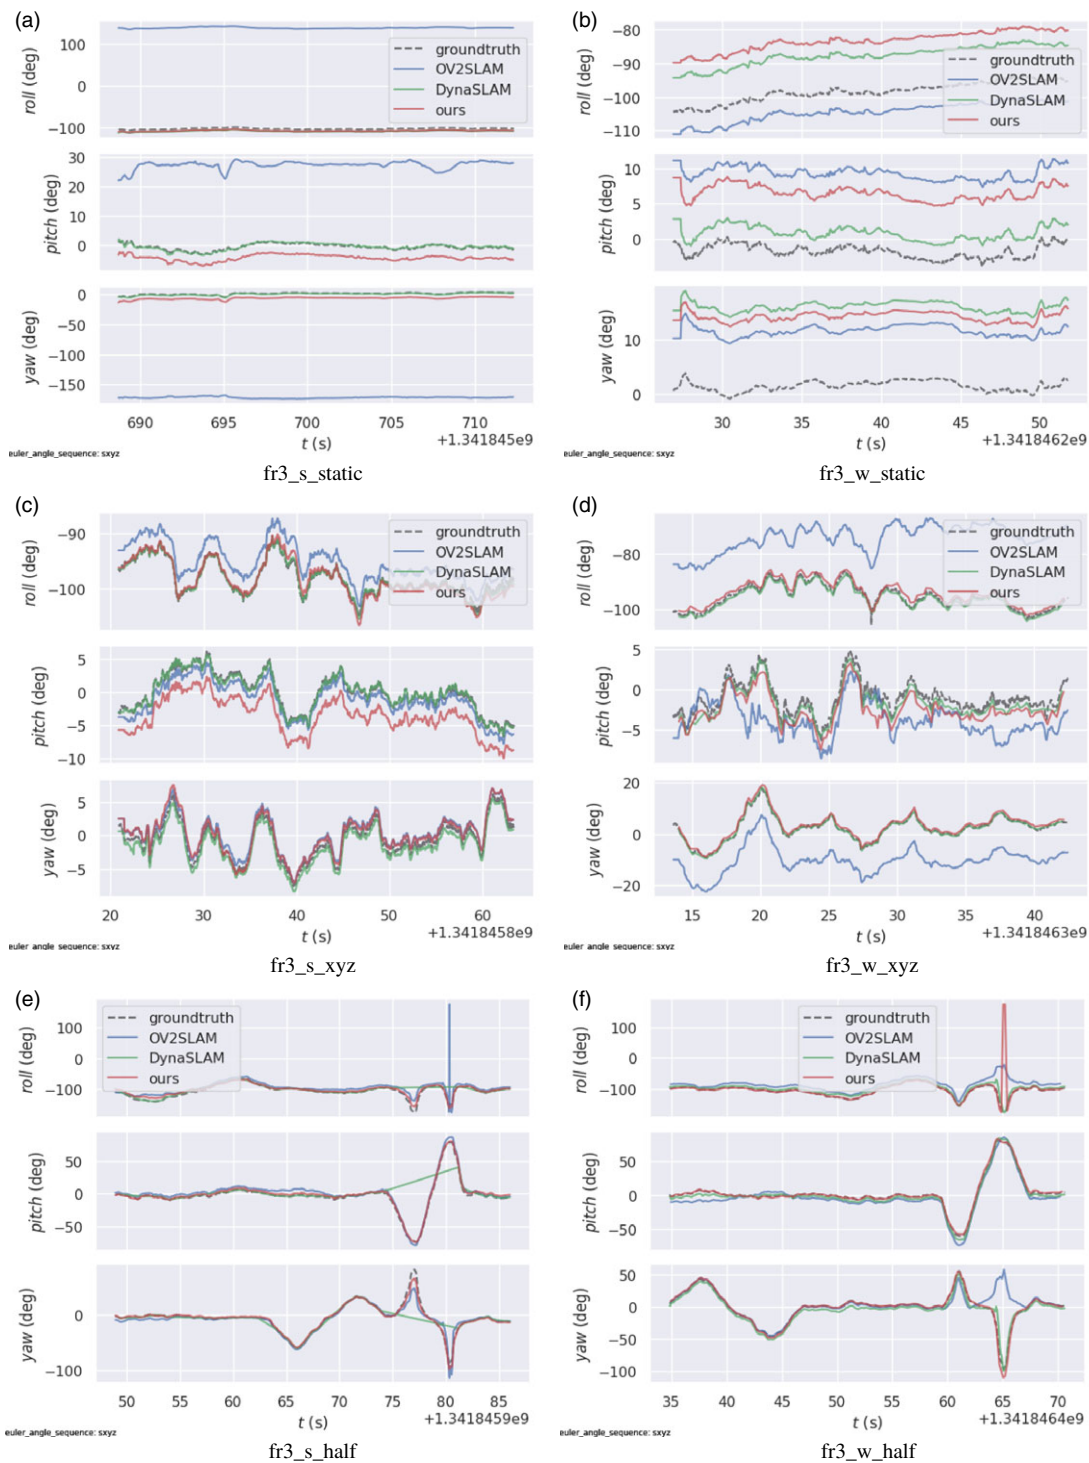 (a)
100
0
−100
roll (deg)
groundtruth
OV2SLAM
DynaSLAM
ours
30
20
10
0
pitch (deg)
0
−50
−100
−150
yaw (deg)
690 695 700 705 710
t (s)
+1.341845e9
euler_angle_sequence: sxyz
fr3_s_static
(b)
−80
−90
−100
−110
roll (deg)
groundtruth
OV2SLAM
DynaSLAM
ours
10
5
0
pitch (deg)
10
0
yaw (deg)
30 35 40 45 50
t (s)
+1.3418462e9
euler_angle_sequence: sxyz
fr3_w_static
(c)
−90
−100
roll (deg)
groundtruth
OV2SLAM
DynaSLAM
ours
5
0
−5
−10
pitch (deg)
5
0
−5
yaw (deg)
20 30 40 50 60
t (s)
+1.3418458e9
euler_angle_sequence: sxyz
fr3_s_xyz
(d)
−80
−100
roll (deg)
groundtruth
OV2SLAM
DynaSLAM
ours
5
0
−5
pitch (deg)
20
0
−20
yaw (deg)
15 20 25 30 35 40
t (s)
+1.3418463e9
euler_angle_sequence: sxyz
fr3_w_xyz
(e)
100
0
−100
roll (deg)
groundtruth
OV2SLAM
DynaSLAM
ours
50
0
−50
pitch (deg)
0
−100
yaw (deg)
50 55 60 65 70 75 80 85
t (s)
+1.3418459e9
euler_angle_sequence: sxyz
fr3_s_half
(f)
100
0
−100
roll (deg)
groundtruth
OV2SLAM
DynaSLAM
ours
50
0
−50
pitch (deg)
50
0
−50
−100
yaw (deg)
35 40 45 50 55 60 65 70
t (s)
+1.3418464e9
euler_angle_sequence: sxyz
fr3_w_half